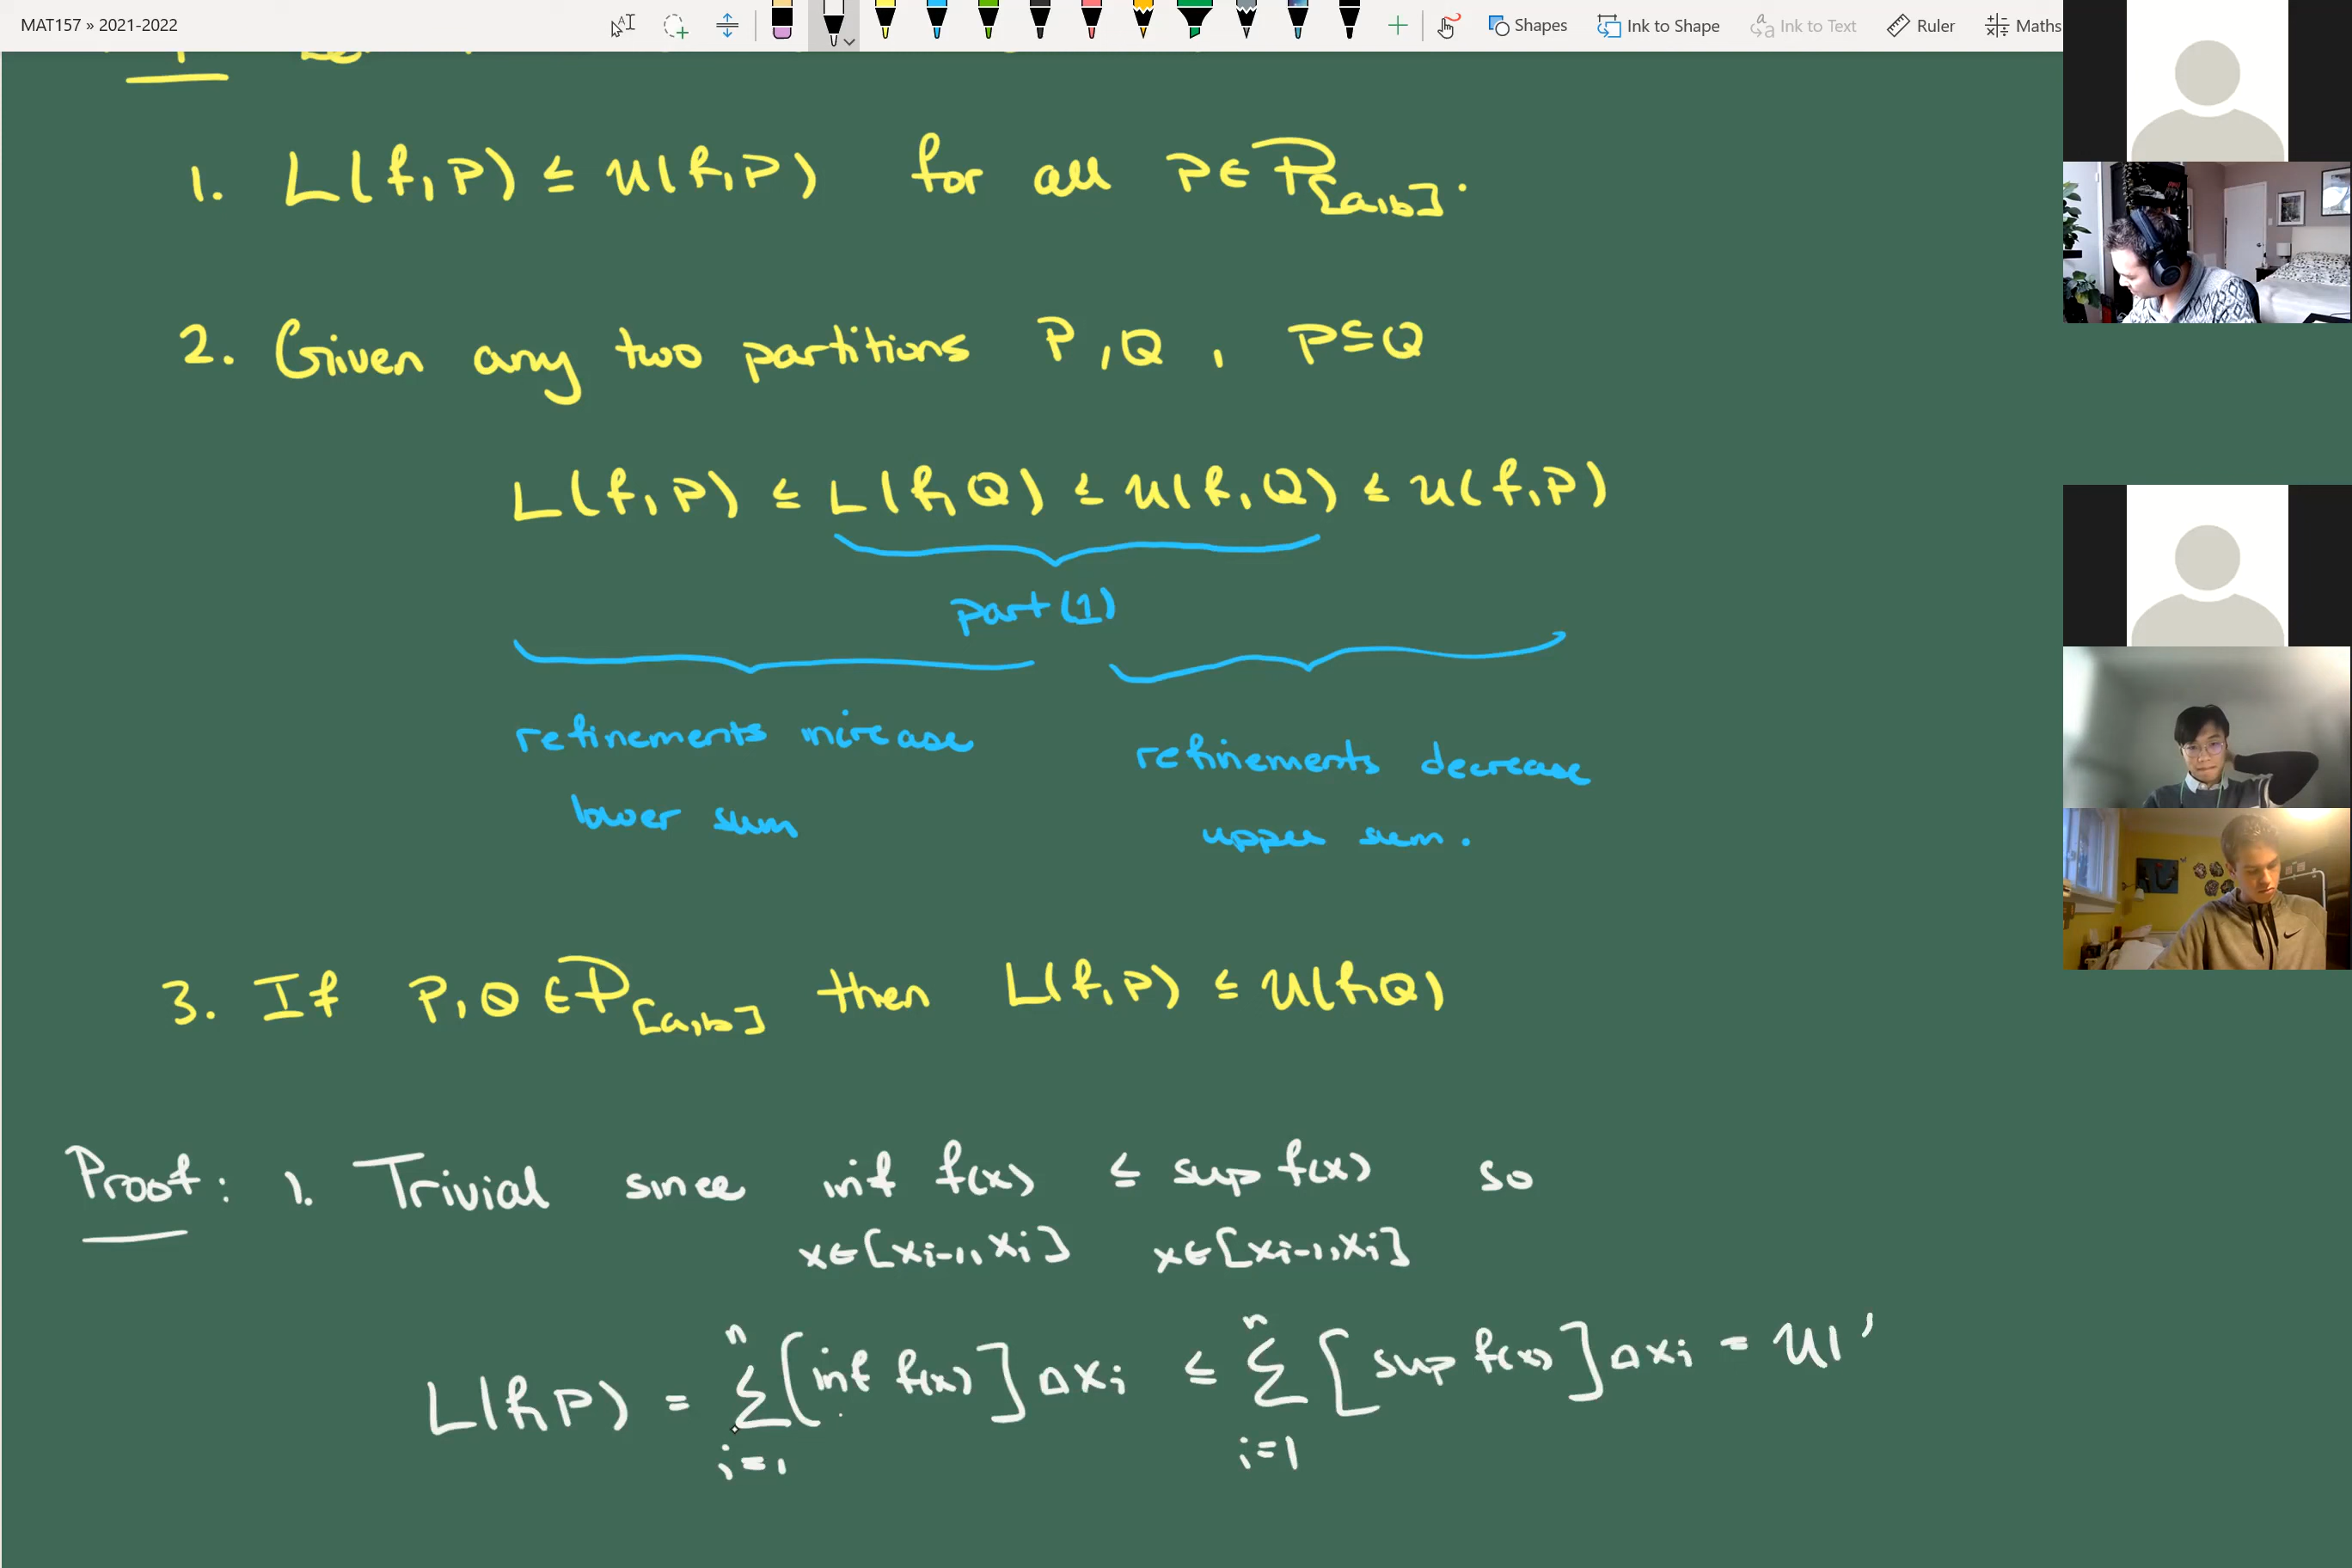 MAT157 » 2021-2022
Shapes Ink to Shape Ink to Text Ruler Maths
1. L(f,P) ≤ U(f,P) for all P∈𝒫[a,b].
2. Given any two partitions P, Q, P⊆Q
L(f,P) ≤ L(f,Q) ≤ U(f,Q) ≤ U(f,P)
part (1)
refinements increase
lower sum
refinements decrease
upper sum.
3. If P,Q ∈ 𝒫[a,b] then L(f,P) ≤ U(f,Q)
Proof: 1. Trivial since inf f(x) ≤ sup f(x) so
x∈[xi-1, xi] x∈[xi-1, xi]
n n
L(f,P) = Σ [inf f(x)] Δxi ≤ Σ [sup f(x)] Δxi = U(
i=1 i=1